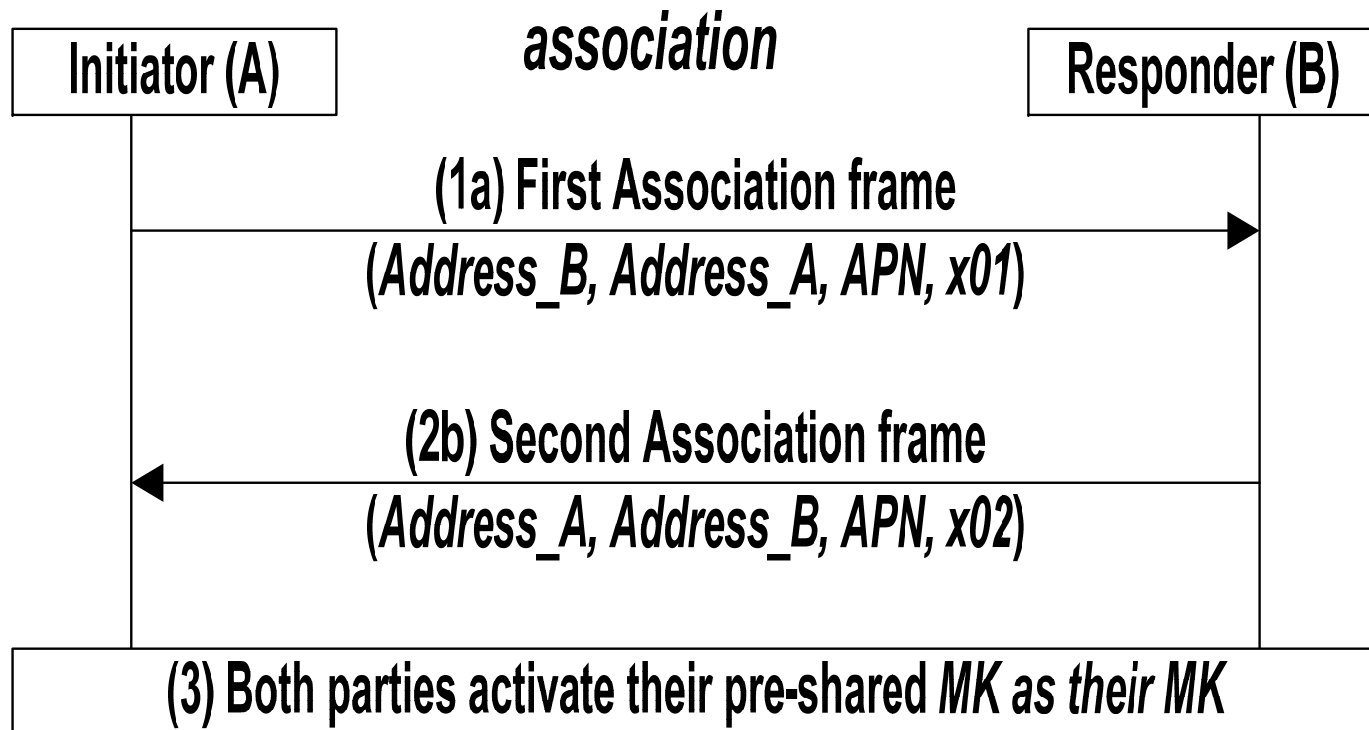 association
Initiator (A)
Responder (B)
(1a) First Association frame
(Address_B, Address_A, APN, x01)
(2b) Second Association frame
(Address_A, Address_B, APN, x02)
(3) Both parties activate their pre-shared MK as their MK